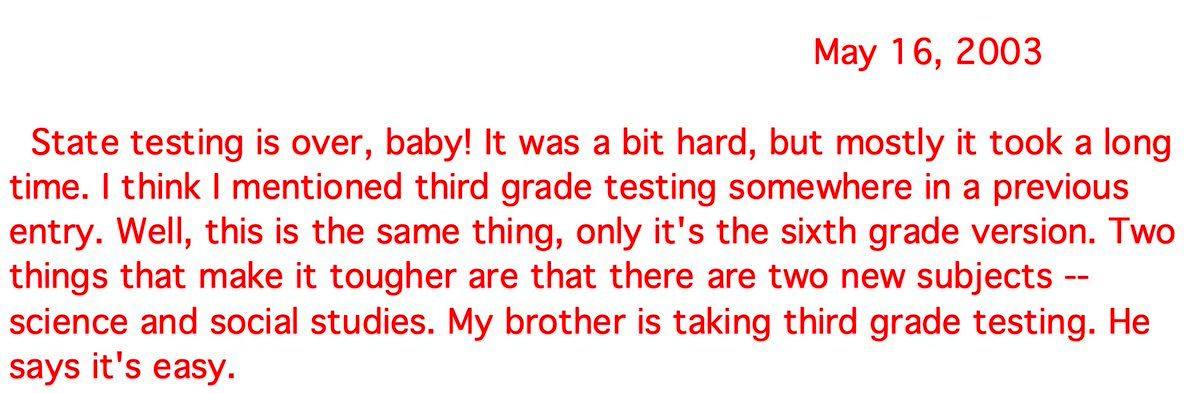 May 16, 2003
State testing is over, baby! It was a bit hard, but mostly it took a long
time. I think I mentioned third grade testing somewhere in a previous
entry. Well, this is the same thing, only it's the sixth grade version. Two
things that make it tougher are that there are two new subjects --
science and social studies. My brother is taking third grade testing. He
says it's easy.